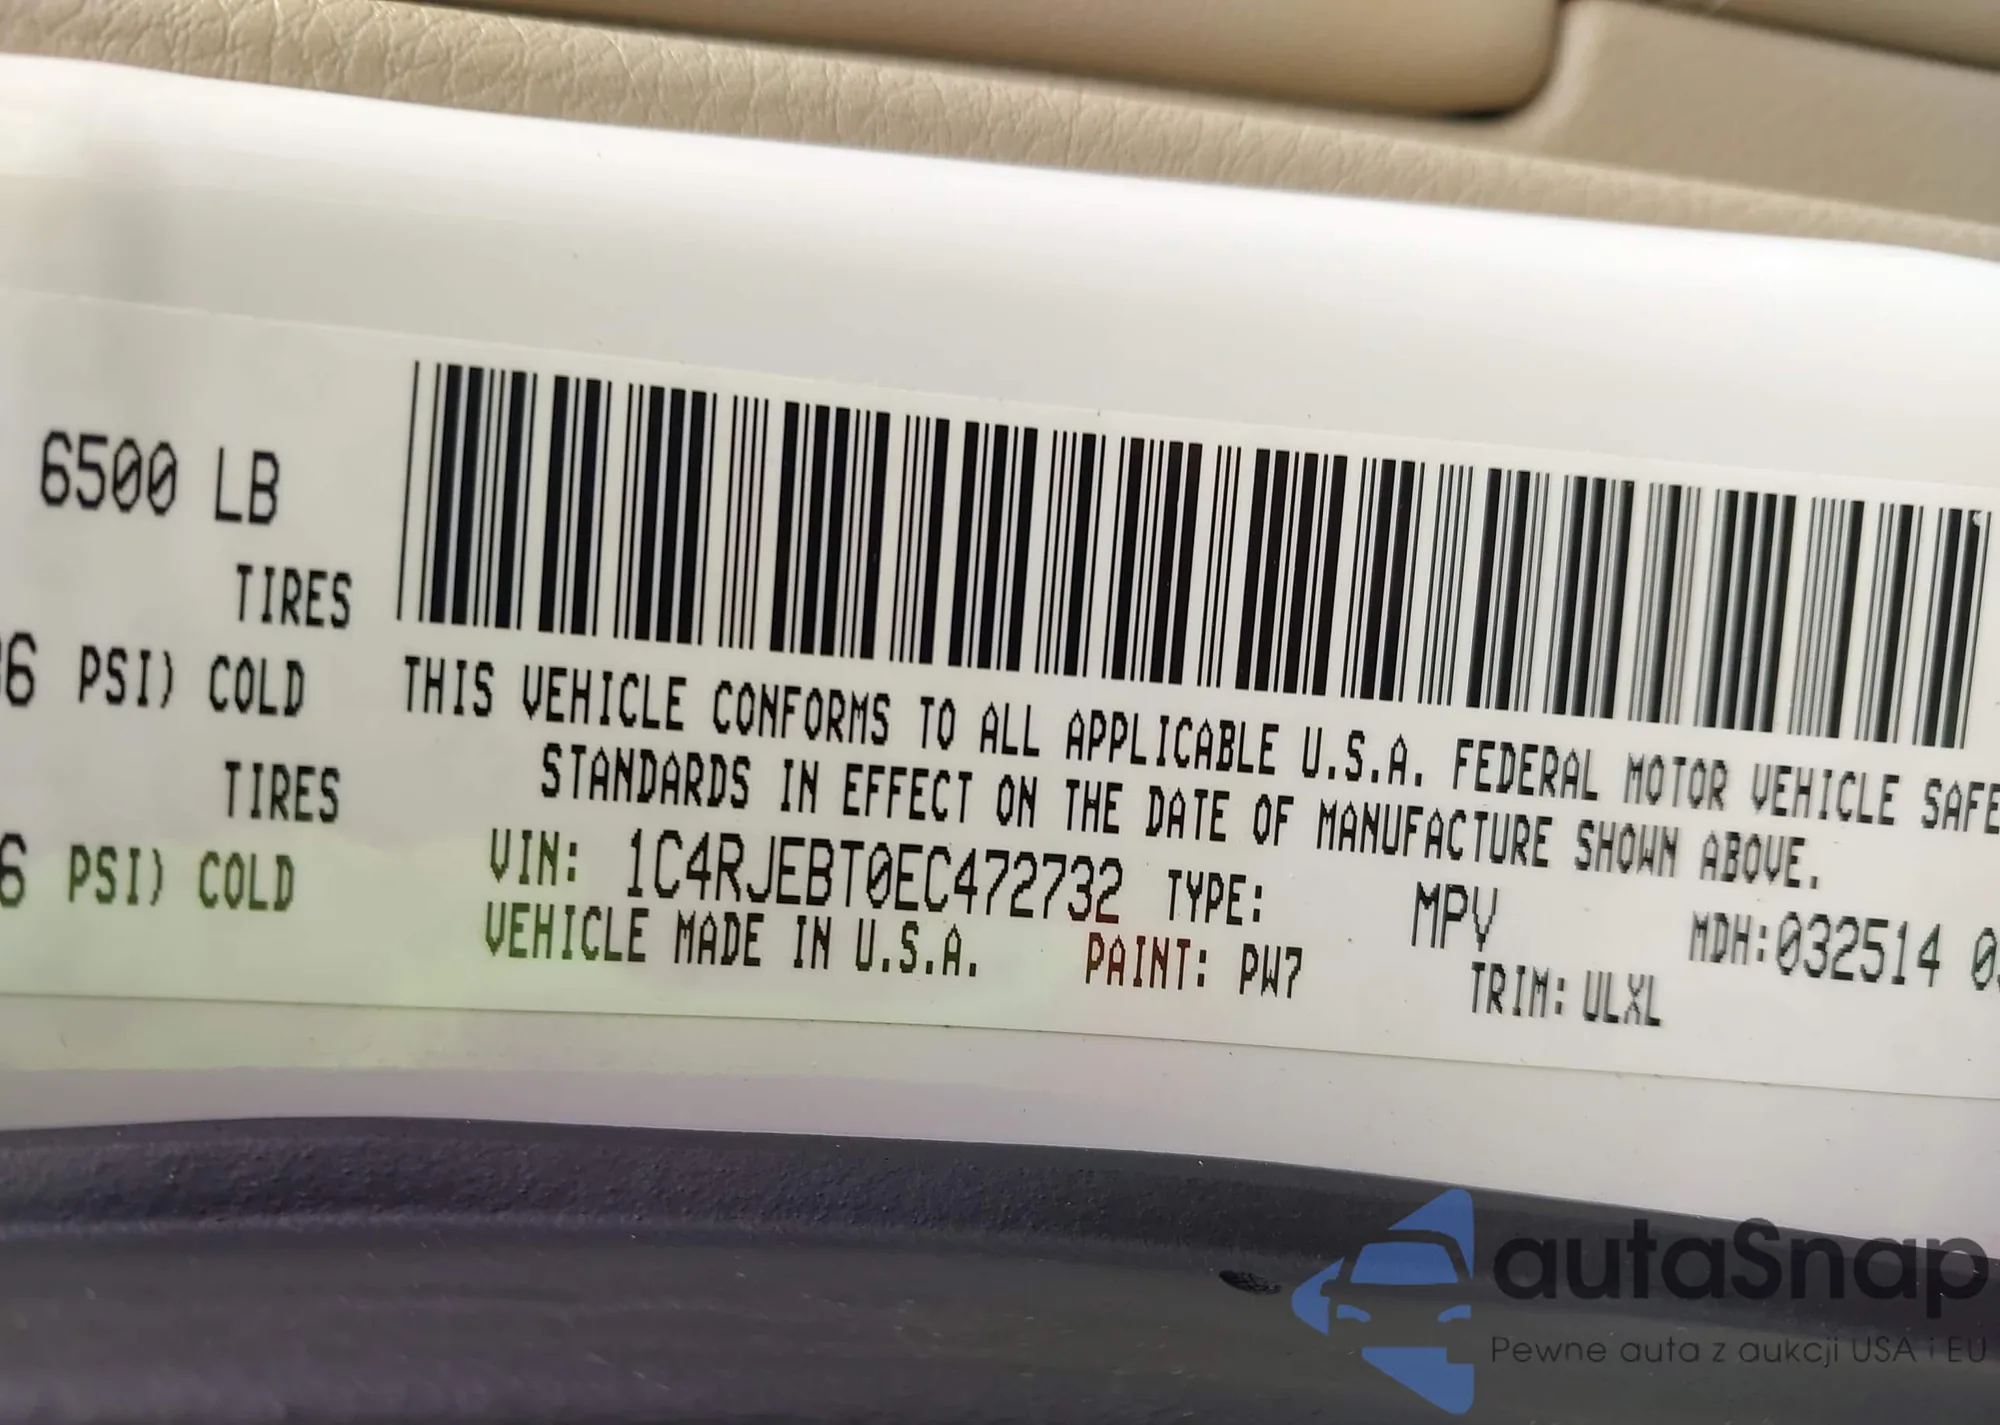 6500 LB
TIRES
6 PSI) COLD
TIRES
6 PSI) COLD
THIS VEHICLE CONFORMS TO ALL APPLICABLE U.S.A. FEDERAL MOTOR VEHICLE SAFE
STANDARDS IN EFFECT ON THE DATE OF MANUFACTURE SHOWN ABOVE.
VIN: 1C4RJEBT0EC472732 TYPE: MPV MDH:032514 0
VEHICLE MADE IN U.S.A. PAINT: PW7 TRIM: ULXL
autaSnap
Pewne auta z aukcji USA i EU